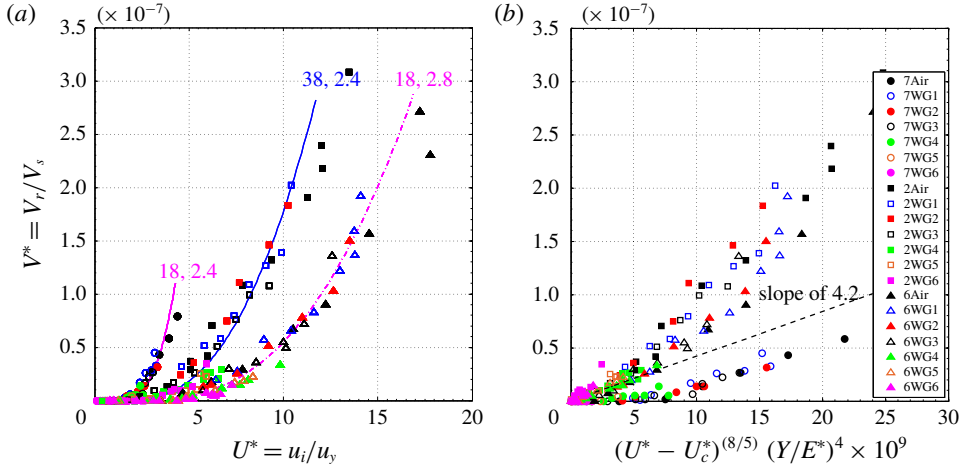 (a)
(× 10⁻⁷)
3.5
3.0
2.5
2.0
1.5
1.0
0.5
0
5
10
15
20
V* = V_r/V_s
U* = u_i/u_y
38, 2.4
18, 2.8
18, 2.4
(b)
(× 10⁻⁷)
3.5
3.0
2.5
2.0
1.5
1.0
0.5
0
5
10
15
20
25
30
slope of 4.2
(U* − U_c*)^(8/5) (Y/E*)⁴ × 10⁹
7Air
7WG1
7WG2
7WG3
7WG4
7WG5
7WG6
2Air
2WG1
2WG2
2WG3
2WG4
2WG5
2WG6
6Air
6WG1
6WG2
6WG3
6WG4
6WG5
6WG6